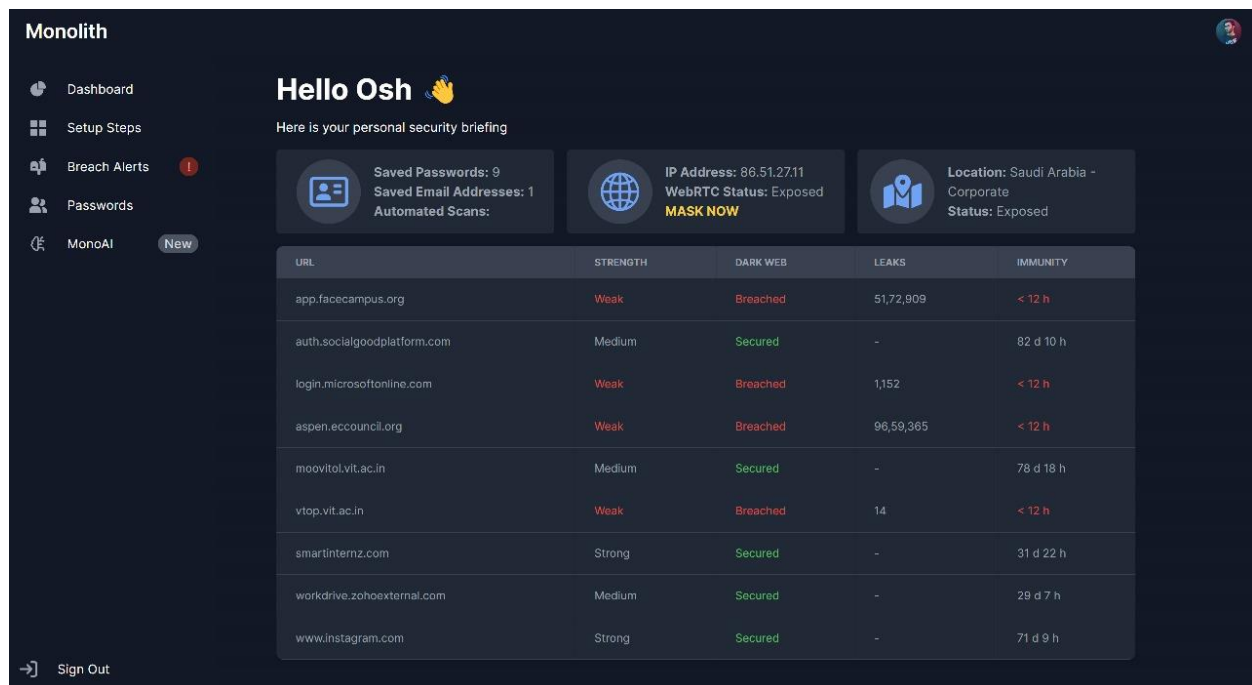 Monolith
Dashboard
Setup Steps
Breach Alerts !
Passwords
MonoAI New
Sign Out
Hello Osh 👋
Here is your personal security briefing
Saved Passwords: 9
Saved Email Addresses: 1
Automated Scans:
IP Address: 86.51.27.11
WebRTC Status: Exposed
MASK NOW
Location: Saudi Arabia -
Corporate
Status: Exposed
URL STRENGTH DARK WEB LEAKS IMMUNITY
app.facecampus.org Weak Breached 51,72,909 < 12 h
auth.socialgoodplatform.com Medium Secured - 82 d 10 h
login.microsoftonline.com Weak Breached 1,152 < 12 h
aspen.eccouncil.org Weak Breached 96,59,365 < 12 h
moovitol.vit.ac.in Medium Secured - 78 d 18 h
vtop.vit.ac.in Weak Breached 14 < 12 h
smartinternz.com Strong Secured - 31 d 22 h
workdrive.zohoexternal.com Medium Secured - 29 d 7 h
www.instagram.com Strong Secured - 71 d 9 h